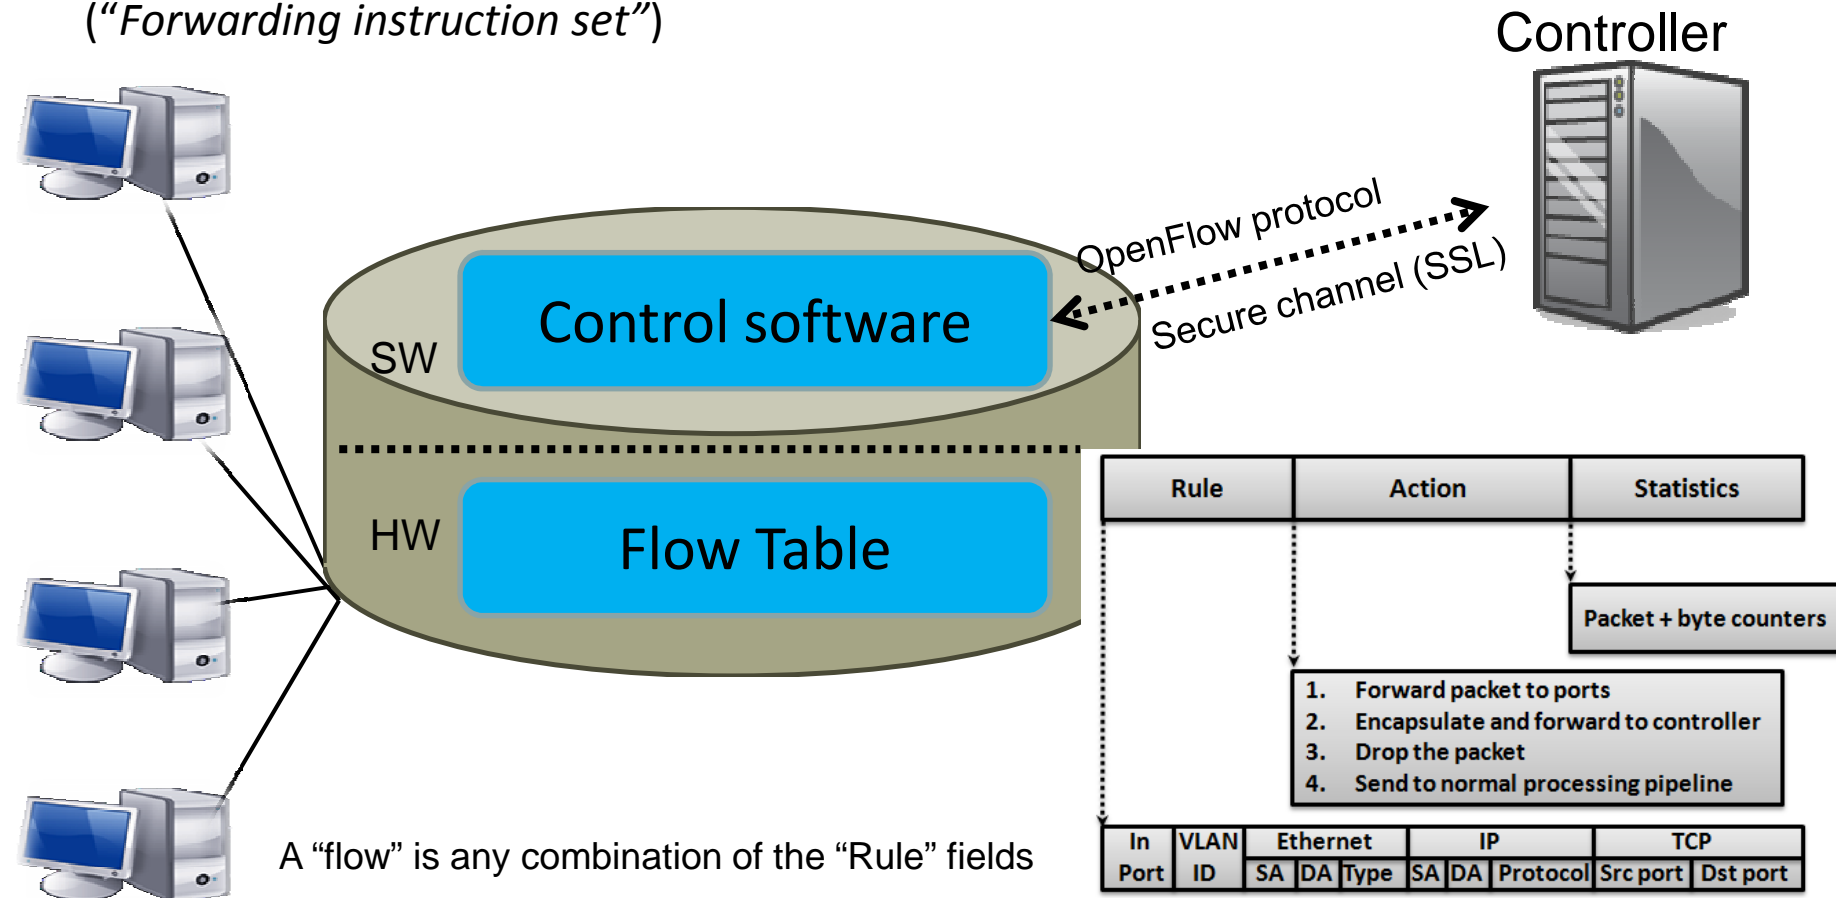 (“Forwarding instruction set”)
Controller
OpenFlow protocol
Secure channel (SSL)
Control software
SW
HW
Flow Table
Rule Action Statistics
Packet + byte counters
1. Forward packet to ports
2. Encapsulate and forward to controller
3. Drop the packet
4. Send to normal processing pipeline
In Port VLAN ID Ethernet IP TCP
SA DA Type SA DA Protocol Src port Dst port
A “flow” is any combination of the “Rule” fields